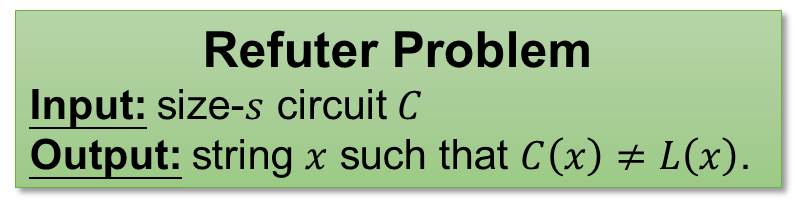 Refuter Problem
Input: size-𝑠 circuit 𝐶
Output: string 𝑥 such that 𝐶(𝑥) ≠ 𝐿(𝑥).